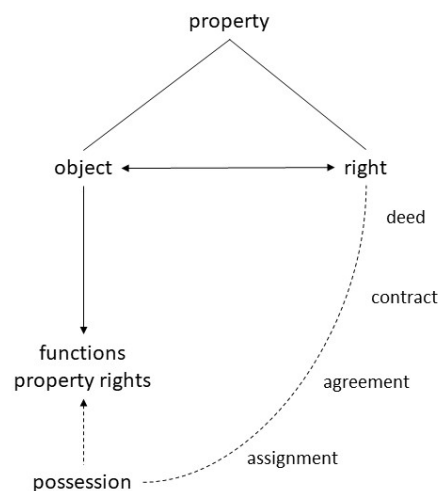 property
object
right
deed
contract
functions
property rights
agreement
assignment
possession